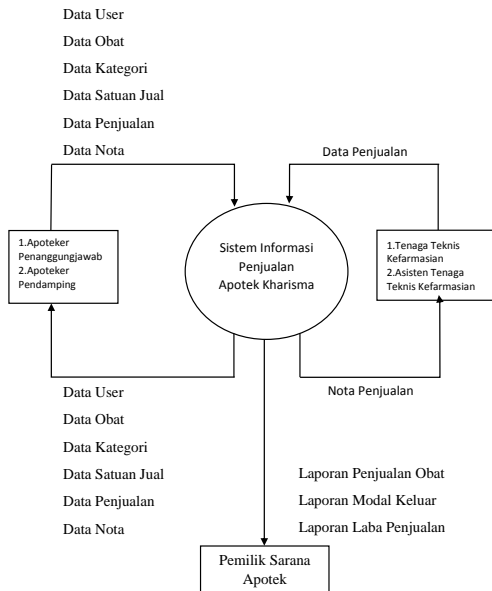 Data User
Data Obat
Data Kategori
Data Satuan Jual
Data Penjualan
Data Nota
Data Penjualan
1.Apoteker
Penanggungjawab
2.Apoteker
Pendamping
Sistem Informasi
Penjualan
Apotek Kharisma
1.Tenaga Teknis
Kefarmasian
2.Asisten Tenaga
Teknis Kefarmasian
Data User
Data Obat
Data Kategori
Data Satuan Jual
Data Penjualan
Data Nota
Nota Penjualan
Laporan Penjualan Obat
Laporan Modal Keluar
Laporan Laba Penjualan
Pemilik Sarana
Apotek